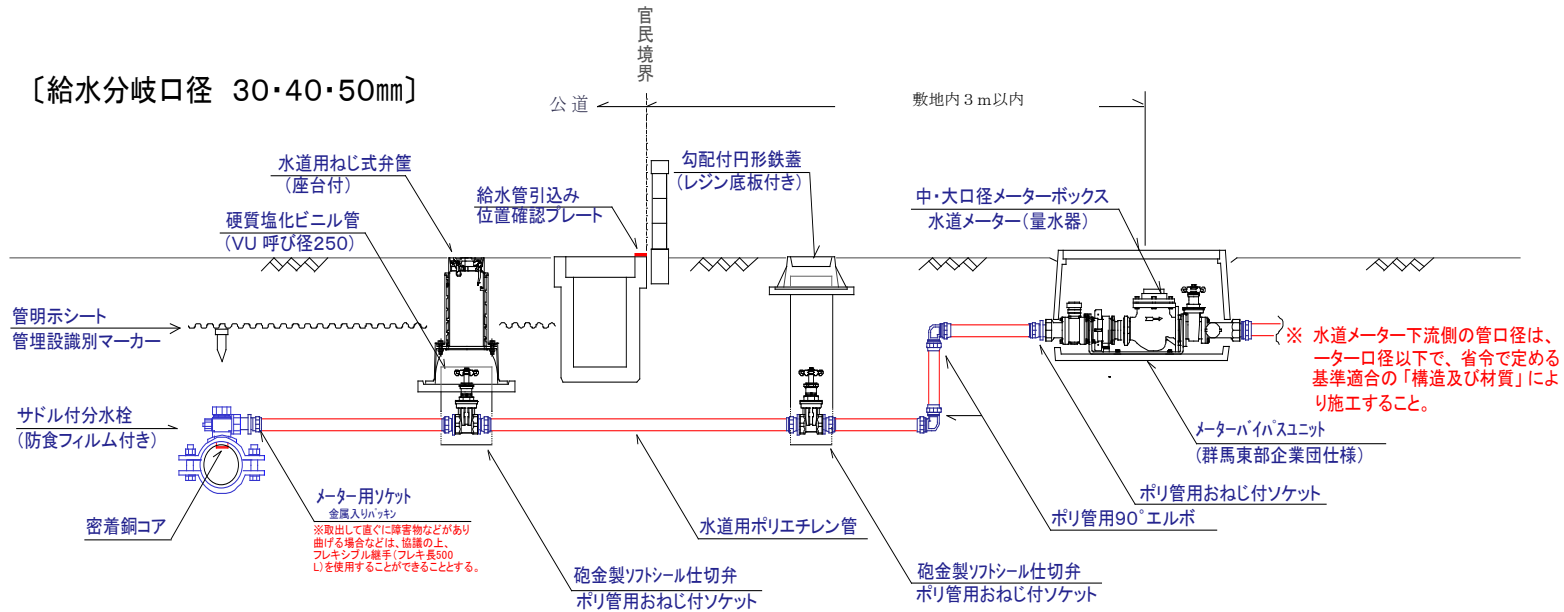 官民境界
〔給水分岐口径 30・40・50㎜〕
公道
敷地内3m以内
水道用ねじ式弁筐
(座台付)
給水管引込み
位置確認プレート
勾配付円形鉄蓋
(レジン底板付き)
中・大口径メーターボックス
水道メーター(量水器)
硬質塩化ビニル管
(VU 呼び径250)
管明示シート
管埋設識別マーカー
※ 水道メーター下流側の管口径は、
ーター口径以下で、省令で定める
基準適合の「構造及び材質」によ
り施工すること。
サドル付分水栓
(防食フィルム付き)
メーターバイパスユニット
(群馬東部企業団仕様)
メーター用ソケット
金属入りパッキン
※取出して直ぐに障害物などがあり
曲げる場合などは、協議の上、
フレキシブル継手(フレキ長500
L)を使用することができることとする。
密着銅コア
水道用ポリエチレン管
ポリ管用おねじ付ソケット
ポリ管用90°エルボ
砲金製ソフトシール仕切弁
ポリ管用おねじ付ソケット
砲金製ソフトシール仕切弁
ポリ管用おねじ付ソケット